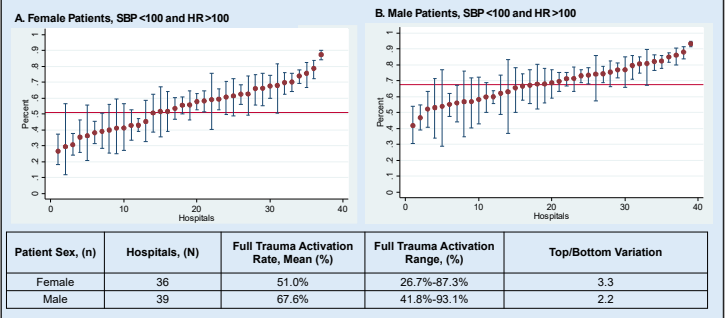 A. Female Patients, SBP <100 and HR >100
B. Male Patients, SBP <100 and HR >100
Percent
0 .1 .2 .3 .4 .5 .6 .7 .8 .9 1
0 10 20 30 40
Hospitals
Percent
0 .1 .2 .3 .4 .5 .6 .7 .8 .9 1
0 10 20 30 40
Hospitals
Patient Sex, (n) Hospitals, (N) Full Trauma Activation Rate, Mean (%) Full Trauma Activation Range, (%) Top/Bottom Variation
Female 36 51.0% 26.7%-87.3% 3.3
Male 39 67.6% 41.8%-93.1% 2.2